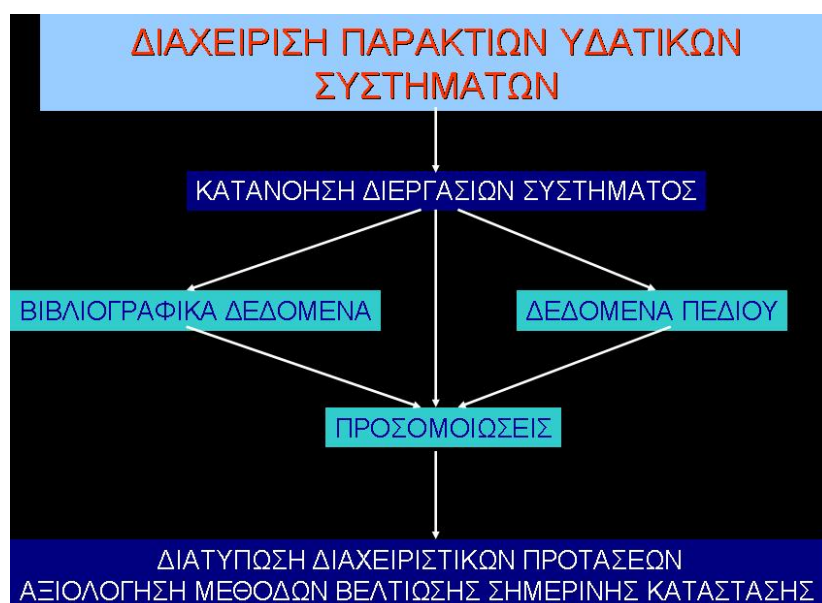 ΔΙΑΧΕΙΡΙΣΗ ΠΑΡΑΚΤΙΩΝ ΥΔΑΤΙΚΩΝ
ΣΥΣΤΗΜΑΤΩΝ
ΚΑΤΑΝΟΗΣΗ ΔΙΕΡΓΑΣΙΩΝ ΣΥΣΤΗΜΑΤΟΣ
ΒΙΒΛΙΟΓΡΑΦΙΚΑ ΔΕΔΟΜΕΝΑ
ΔΕΔΟΜΕΝΑ ΠΕΔΙΟΥ
ΠΡΟΣΟΜΟΙΩΣΕΙΣ
ΔΙΑΤΥΠΩΣΗ ΔΙΑΧΕΙΡΙΣΤΙΚΩΝ ΠΡΟΤΑΣΕΩΝ
ΑΞΙΟΛΟΓΗΣΗ ΜΕΘΟΔΩΝ ΒΕΛΤΙΩΣΗΣ ΣΗΜΕΡΙΝΗΣ ΚΑΤΑΣΤΑΣΗΣ